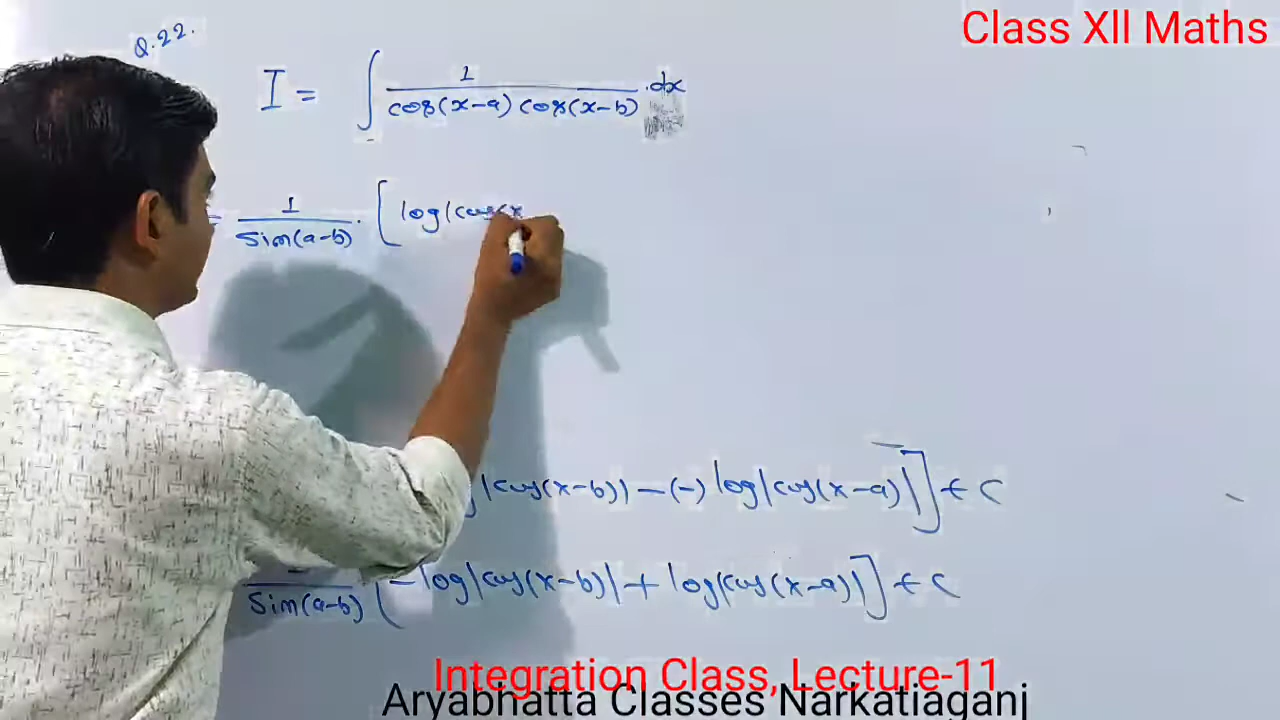 Class XII Maths
Q.22.
I = ∫ 1 / cos(x-a) cos(x-b) .dx
= 1 / Sin(a-b) . [ log|cos(x
|cos(x-b)| - (-) log|cos(x-a)| ] + C
Sin(a-b) [ - log|cos(x-b)| + log|cos(x-a)| ] + C
Integration Class, Lecture-11
Aryabhatta Classes Narkatiaganj